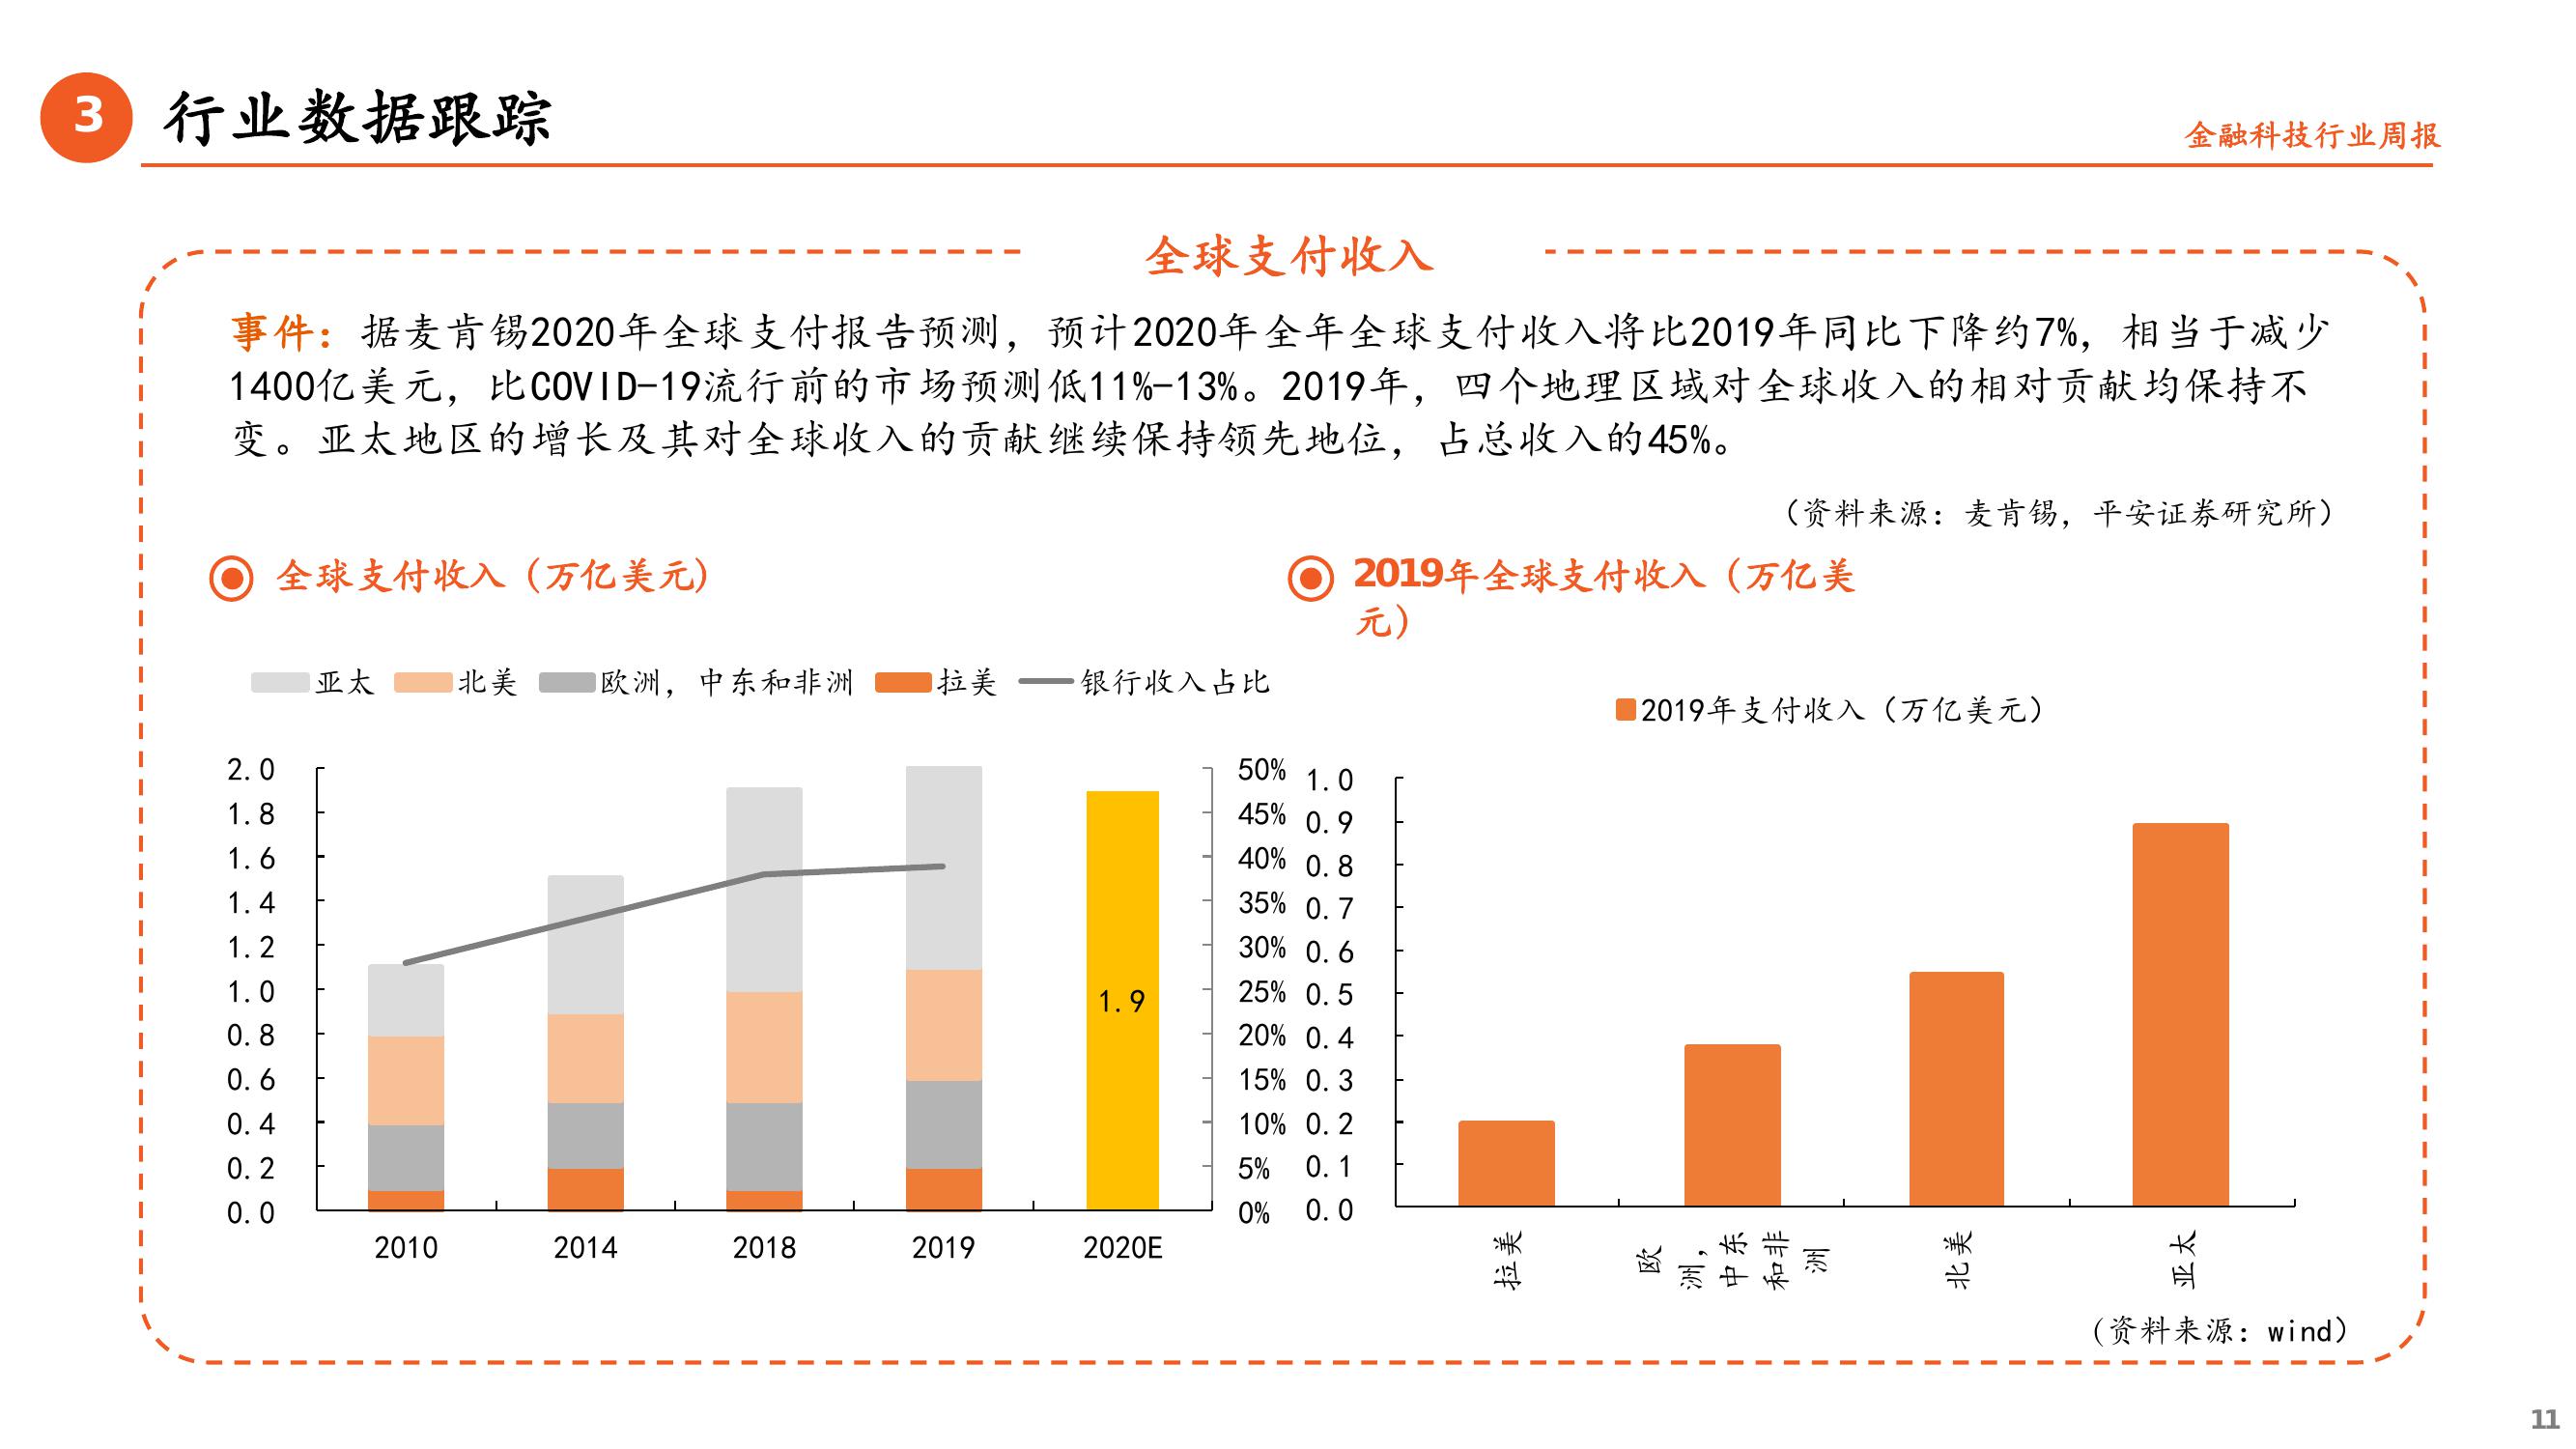 3
行业数据跟踪
金融科技行业周报
全球支付收入
事件：据麦肯锡2020年全球支付报告预测，预计2020年全年全球支付收入将比2019年同比下降约7%，相当于减少
1400亿美元，比COVID-19流行前的市场预测低11%-13%。2019年，四个地理区域对全球收入的相对贡献均保持不
变。亚太地区的增长及其对全球收入的贡献继续保持领先地位，占总收入的45%。
（资料来源：麦肯锡，平安证券研究所）
全球支付收入（万亿美元）
亚太 北美 欧洲，中东和非洲 拉美 银行收入占比
2.0
1.8
1.6
1.4
1.2
1.0
0.8
0.6
0.4
0.2
0.0
1.9
50%
45%
40%
35%
30%
25%
20%
15%
10%
5%
0%
2010 2014 2018 2019 2020E
2019年全球支付收入（万亿美
元）
2019年支付收入（万亿美元）
1.0
0.9
0.8
0.7
0.6
0.5
0.4
0.3
0.2
0.1
0.0
拉美
欧
洲，
中东
和非
洲
北美
亚太
（资料来源：wind）
11